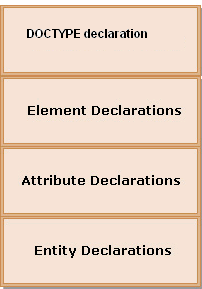 DOCTYPE declaration
Element Declarations
Attribute Declarations
Entity Declarations